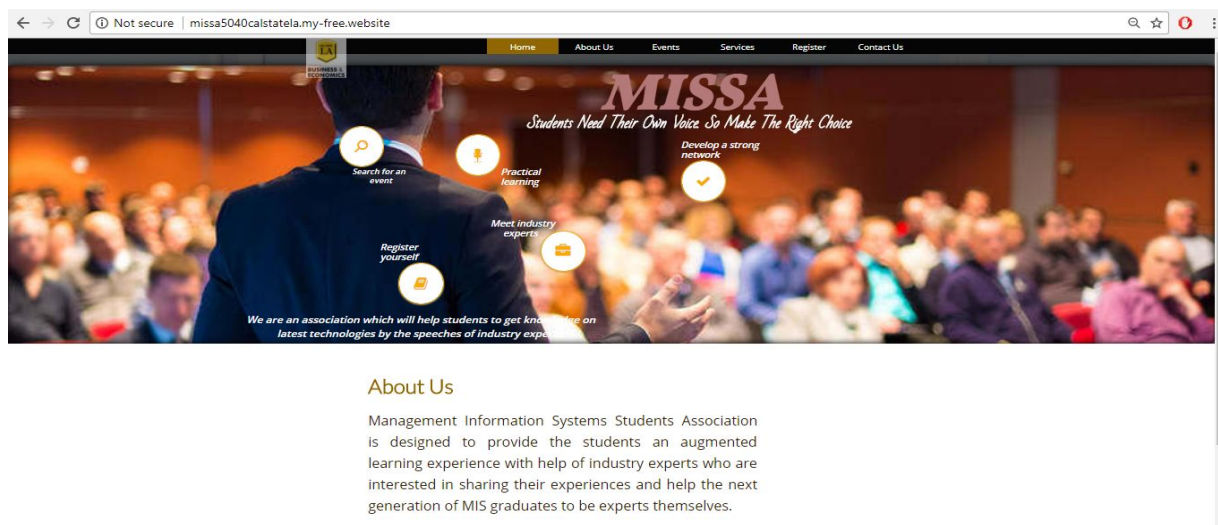 Not secure | missa5040calstatela.my-free.website
LA
BUSINESS &
ECONOMICS
Home About Us Events Services Register Contact Us
MISSA
Students Need Their Own Voice So Make The Right Choice
Develop a strong
network
Search for an
event
Practical
learning
Meet industry
experts
Register
yourself
We are an association which will help students to get knowledge on
latest technologies by the speeches of industry
About Us
Management Information Systems Students Association
is designed to provide the students an augmented
learning experience with help of industry experts who are
interested in sharing their experiences and help the next
generation of MIS graduates to be experts themselves.